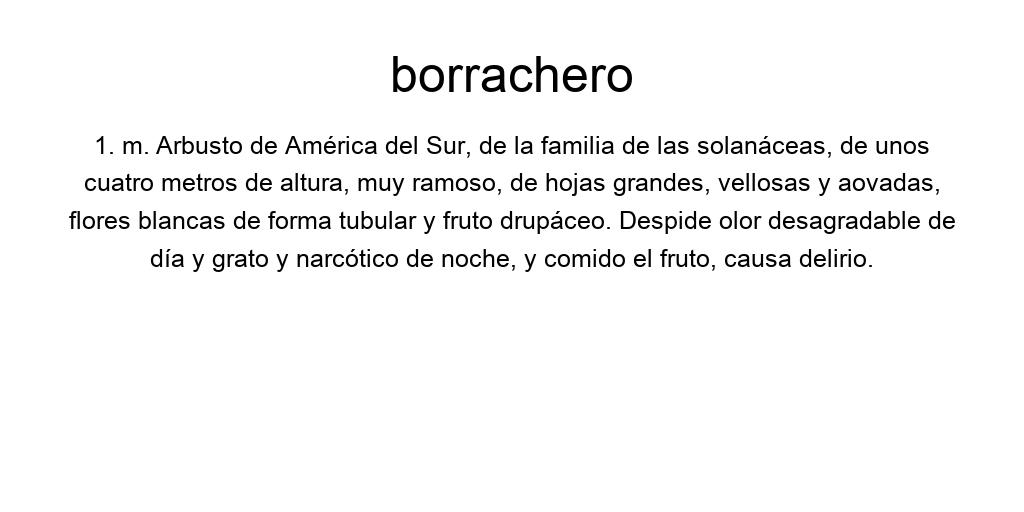 borrachero
1. m. Arbusto de América del Sur, de la familia de las solanáceas, de unos
cuatro metros de altura, muy ramoso, de hojas grandes, vellosas y aovadas,
flores blancas de forma tubular y fruto drupáceo. Despide olor desagradable de
día y grato y narcótico de noche, y comido el fruto, causa delirio.